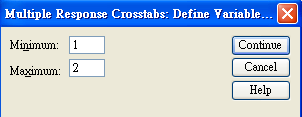 Multiple Response Crosstabs: Define Variable...
Minimum: 1
Continue
Maximum: 2
Cancel
Help